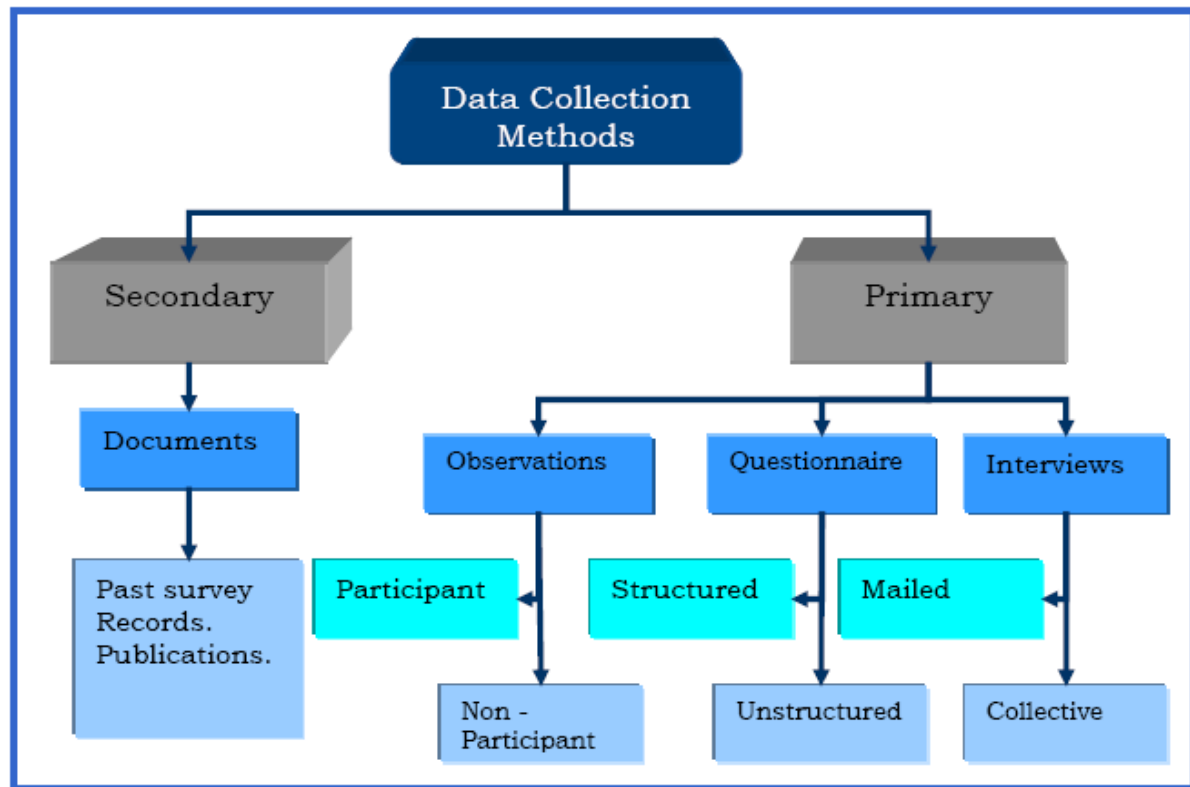 Data Collection
Methods
Secondary
Primary
Documents
Observations
Questionnaire
Interviews
Past survey
Records.
Publications.
Participant
Structured
Mailed
Non -
Participant
Unstructured
Collective